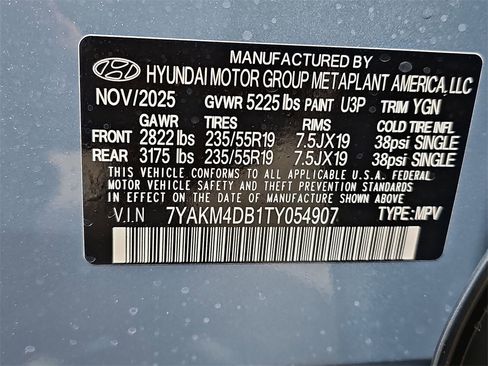 MANUFACTURED BY
HYUNDAI MOTOR GROUP METAPLANT AMERICA, LLC
NOV/2025 GVWR 5225 lbs PAINT U3P TRIM YGN
GAWR TIRES RIMS COLD TIRE INFL
FRONT 2822 lbs 235/55R19 7.5JX19 38psi SINGLE
REAR 3175 lbs 235/55R19 7.5JX19 38psi SINGLE
THIS VEHICLE CONFORMS TO ALL APPLICABLE U.S.A. FEDERAL
MOTOR VEHICLE SAFETY AND THEFT PREVENTION STANDARDS
IN EFFECT ON THE DATE OF MANUFACTURE SHOWN ABOVE.
V.I.N 7YAKM4DB1TY054907 TYPE: MPV